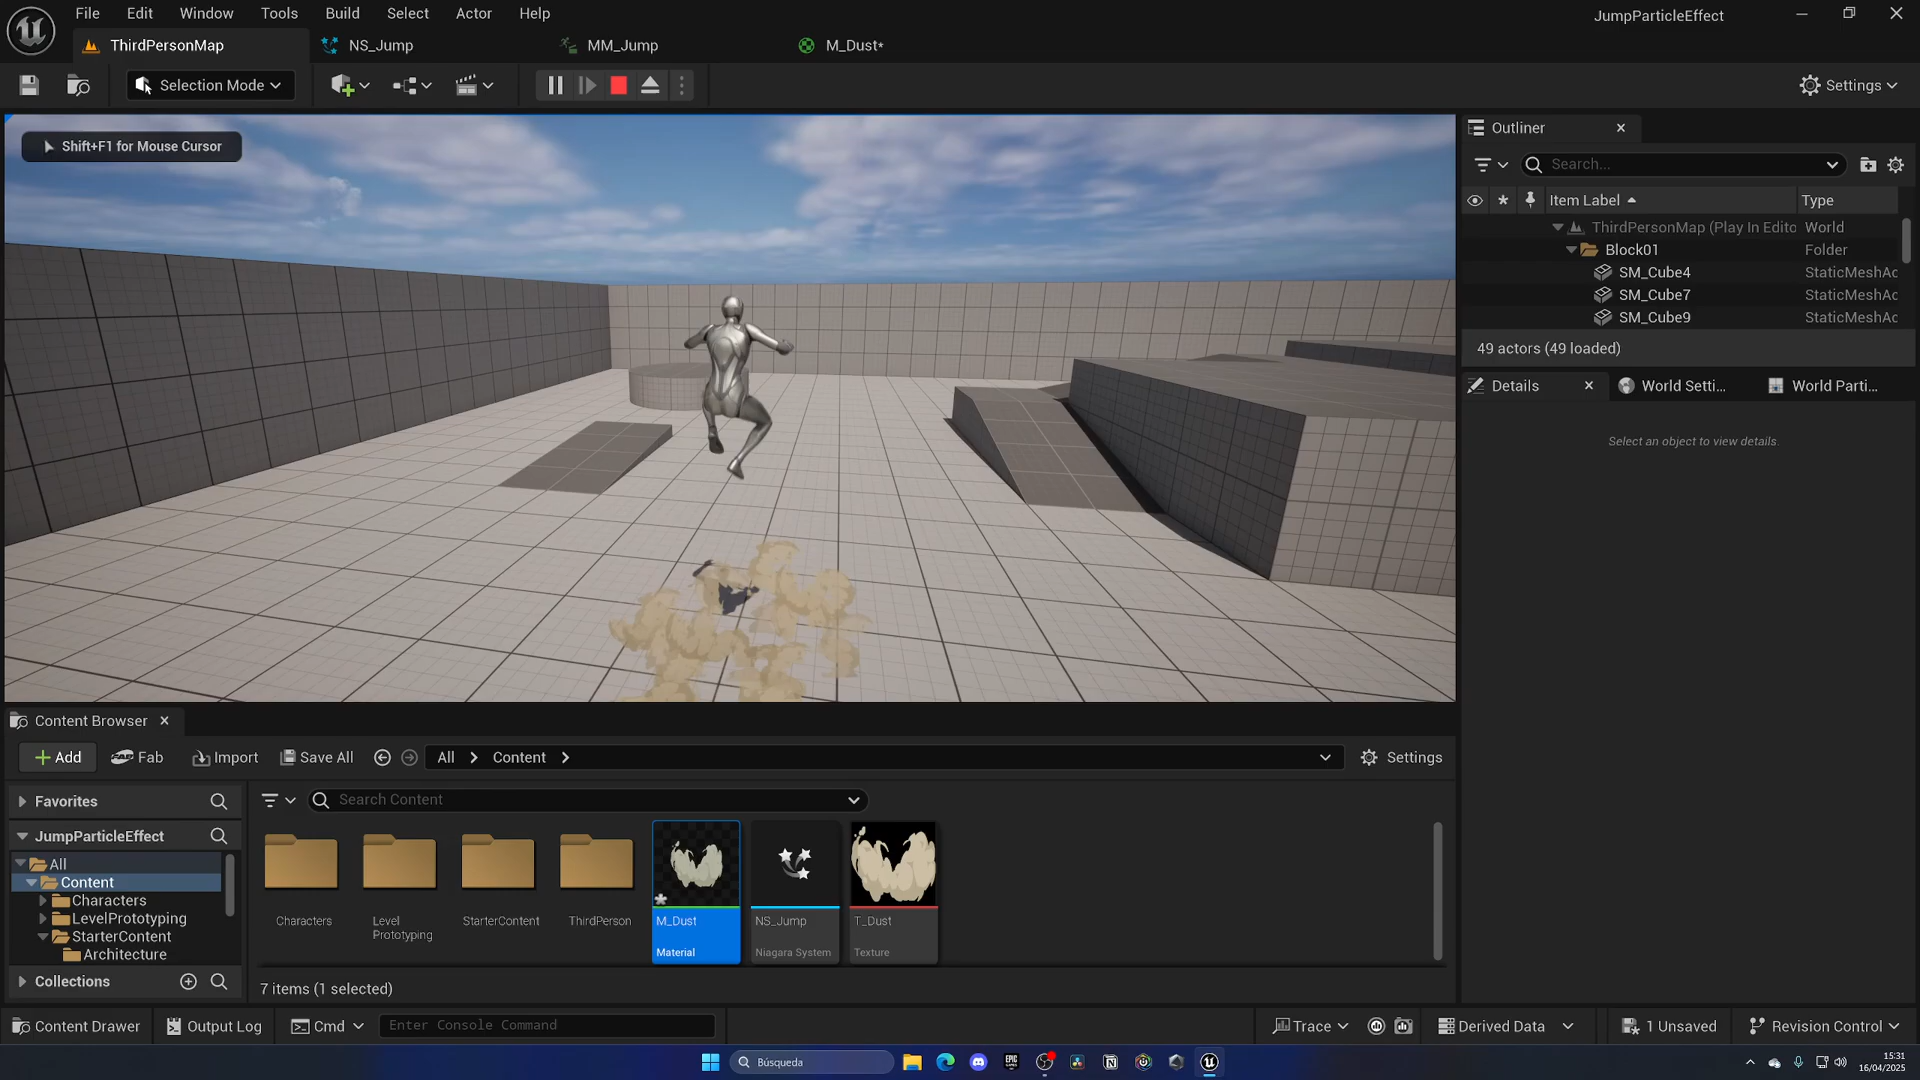 File Edit Window Tools Build Select Actor Help
JumpParticleEffect
ThirdPersonMap
NS_Jump
MM_Jump
M_Dust*
Selection Mode
Settings
Shift+F1 for Mouse Cursor
Outliner
Search...
Item Label
Type
ThirdPersonMap (Play In Edito World
Block01 Folder
SM_Cube4 StaticMeshAc
SM_Cube7 StaticMeshAc
SM_Cube9 StaticMeshAc
49 actors (49 loaded)
Details
World Setti...
World Parti...
Select an object to view details.
Content Browser
Add
Fab
Import
Save All
All
Content
Settings
Favorites
Search Content
JumpParticleEffect
All
Content
Characters
LevelPrototyping
StarterContent
Architecture
Collections
Characters
Level
Prototyping
StarterContent
ThirdPerson
M_Dust
Material
NS_Jump
Niagara System
T_Dust
Texture
7 items (1 selected)
Content Drawer
Output Log
Cmd
Enter Console Command
Trace
Derived Data
1 Unsaved
Revision Control
Búsqueda
15:31
16/04/2025